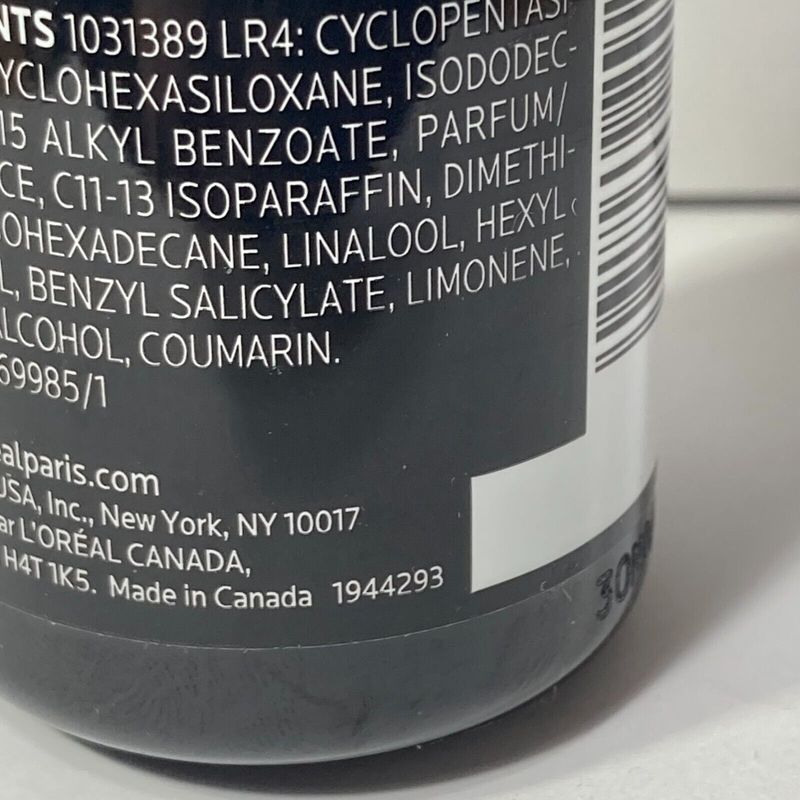 NTS 1031389 LR4: CYCLOPENTASI-
YCLOHEXASILOXANE, ISODODEC-
15 ALKYL BENZOATE, PARFUM/
CE, C11-13 ISOPARAFFIN, DIMETHI-
OHEXADECANE, LINALOOL, HEXYL
L, BENZYL SALICYLATE, LIMONENE,
ALCOHOL, COUMARIN.
69985/1
alparis.com
USA, Inc., New York, NY 10017
ar L'ORÉAL CANADA,
H4T 1K5. Made in Canada 1944293